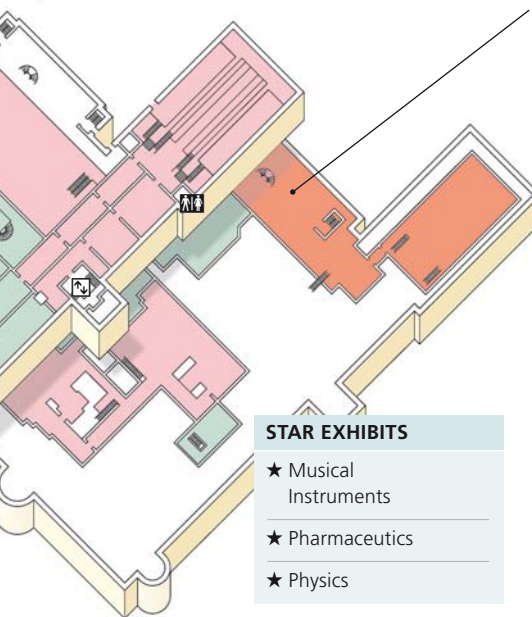 STAR EXHIBITS
★ Musical
Instruments
★ Pharmaceutics
★ Physics